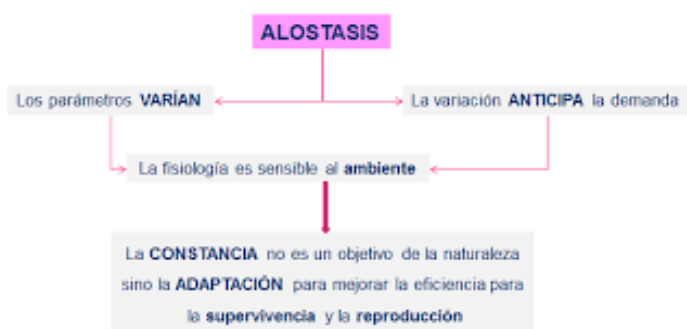 ALOSTASIS
Los parámetros VARÍAN
La variación ANTICIPA la demanda
La fisiología es sensible al ambiente
La CONSTANCIA no es un objetivo de la naturaleza
sino la ADAPTACIÓN para mejorar la eficiencia para
la supervivencia y la reproducción